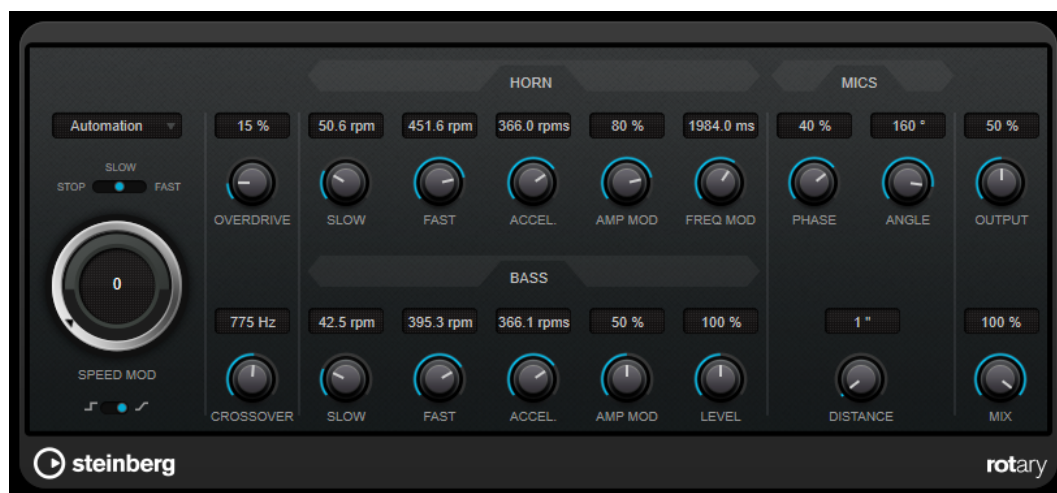 HORN
MICS
Automation
15 %
50.6 rpm
451.6 rpm
366.0 rpms
80 %
1984.0 ms
40 %
160 °
50 %
SLOW
STOP
FAST
OVERDRIVE
SLOW
FAST
ACCEL.
AMP MOD
FREQ MOD
PHASE
ANGLE
OUTPUT
0
BASS
775 Hz
42.5 rpm
395.3 rpm
366.1 rpms
50 %
100 %
1 "
100 %
SPEED MOD
CROSSOVER
SLOW
FAST
ACCEL.
AMP MOD
LEVEL
DISTANCE
MIX
steinberg
rotary